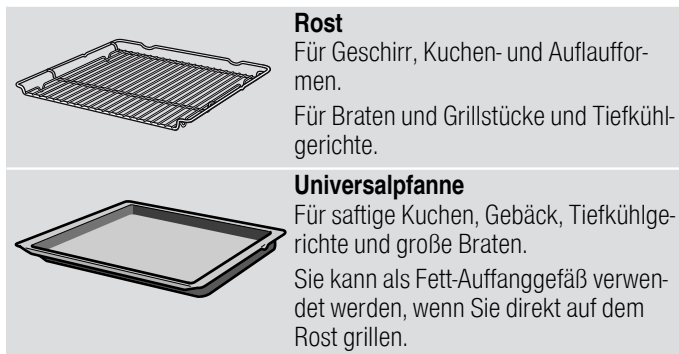 Rost
Für Geschirr, Kuchen- und Auflauffor-
men.
Für Braten und Grillstücke und Tiefkühl-
gerichte.
Universalpfanne
Für saftige Kuchen, Gebäck, Tiefkühlge-
richte und große Braten.
Sie kann als Fett-Auffanggefäß verwen-
det werden, wenn Sie direkt auf dem
Rost grillen.